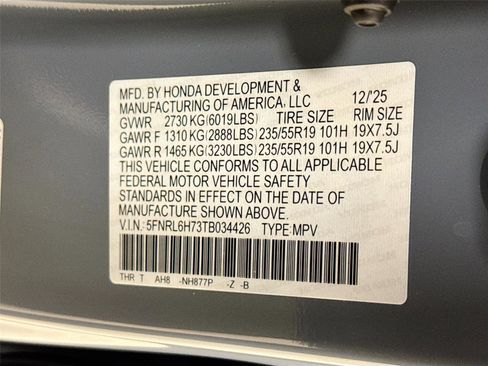 MFD. BY HONDA DEVELOPMENT &
MANUFACTURING OF AMERICA, LLC 12/'25
GVWR 2730 KG(6019LBS) TIRE SIZE RIM SIZE
GAWR F 1310 KG (2888LBS) 235/55R19 101H 19X7.5J
GAWR R 1465 KG (3230LBS) 235/55R19 101H 19X7.5J
THIS VEHICLE CONFORMS TO ALL APPLICABLE
FEDERAL MOTOR VEHICLE SAFETY
STANDARDS IN EFFECT ON THE DATE OF
MANUFACTURE SHOWN ABOVE.
V.I.N.: 5FNRL6H73TB034426 TYPE: MPV
THR T AH8 -NH877P -Z -B